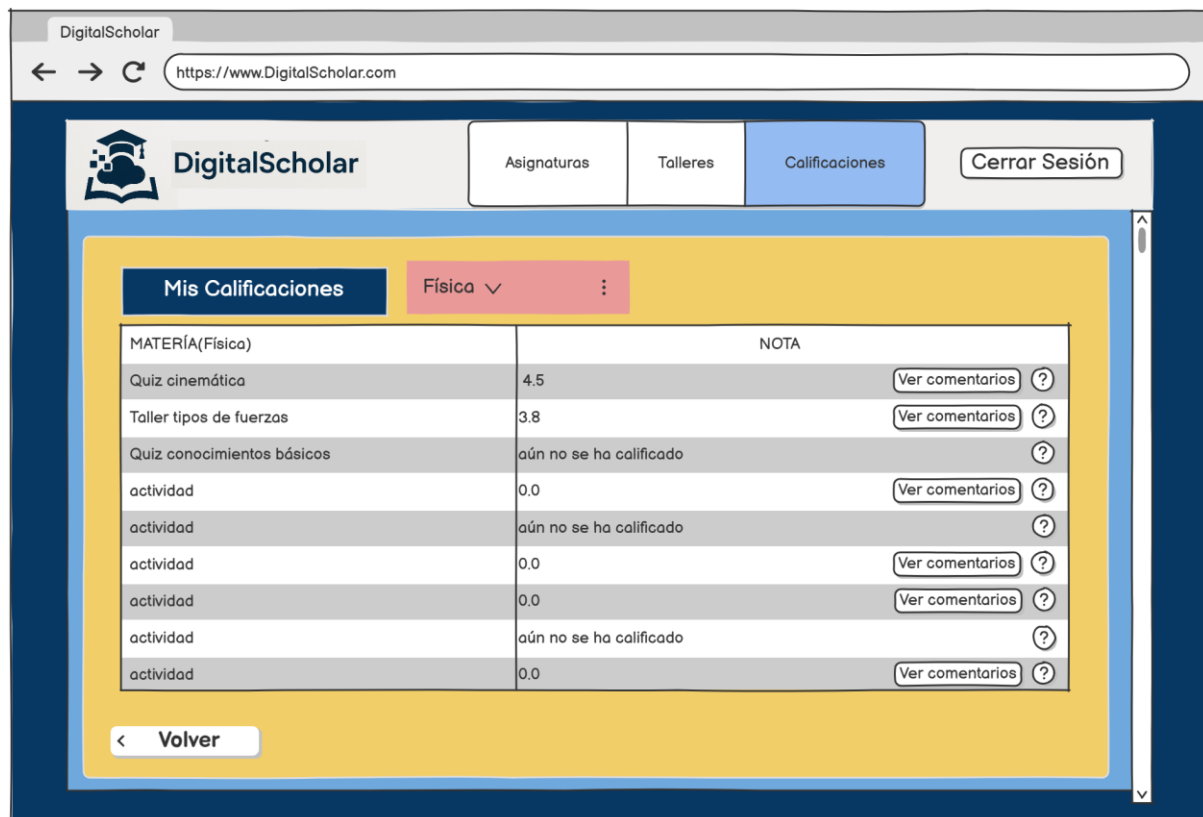 DigitalScholar
https://www.DigitalScholar.com
DigitalScholar
Asignaturas
Talleres
Calificaciones
Cerrar Sesión
Mis Calificaciones
Física
MATERÍA(Física) NOTA
Quiz cinemática 4.5 Ver comentarios ?
Taller tipos de fuerzas 3.8 Ver comentarios ?
Quiz conocimientos básicos aún no se ha calificado ?
actividad 0.0 Ver comentarios ?
actividad aún no se ha calificado ?
actividad 0.0 Ver comentarios ?
actividad 0.0 Ver comentarios ?
actividad aún no se ha calificado ?
actividad 0.0 Ver comentarios ?
Volver